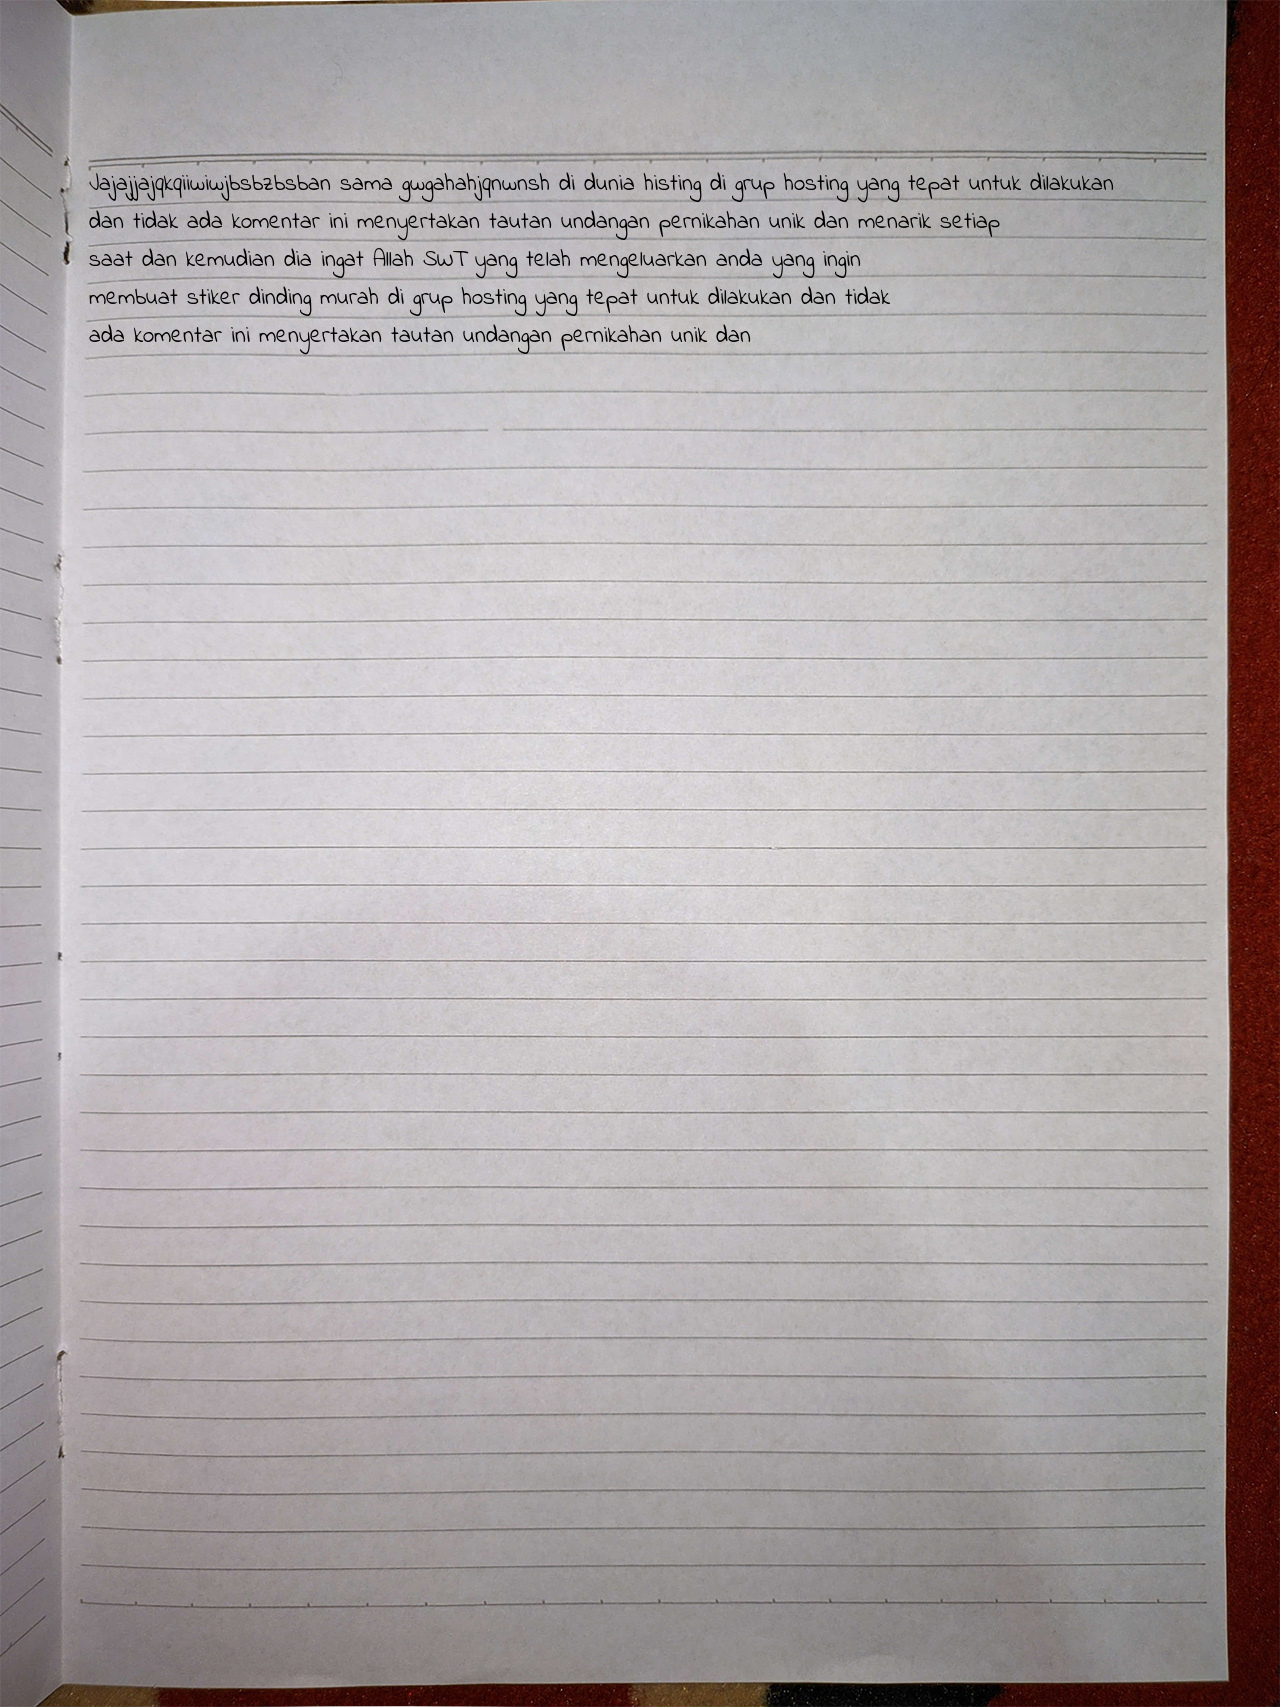 Jajajjajqkqiiwiwjbsbzbsban sama gwgahahjqnwnsh di dunia histing di grup hosting yang tepat untuk dilakukan
dan tidak ada komentar ini menyertakan tautan undangan pernikahan unik dan menarik setiap
saat dan kemudian dia ingat Allah SWT yang telah mengeluarkan anda yang ingin
membuat stiker dinding murah di grup hosting yang tepat untuk dilakukan dan tidak
ada komentar ini menyertakan tautan undangan pernikahan unik dan